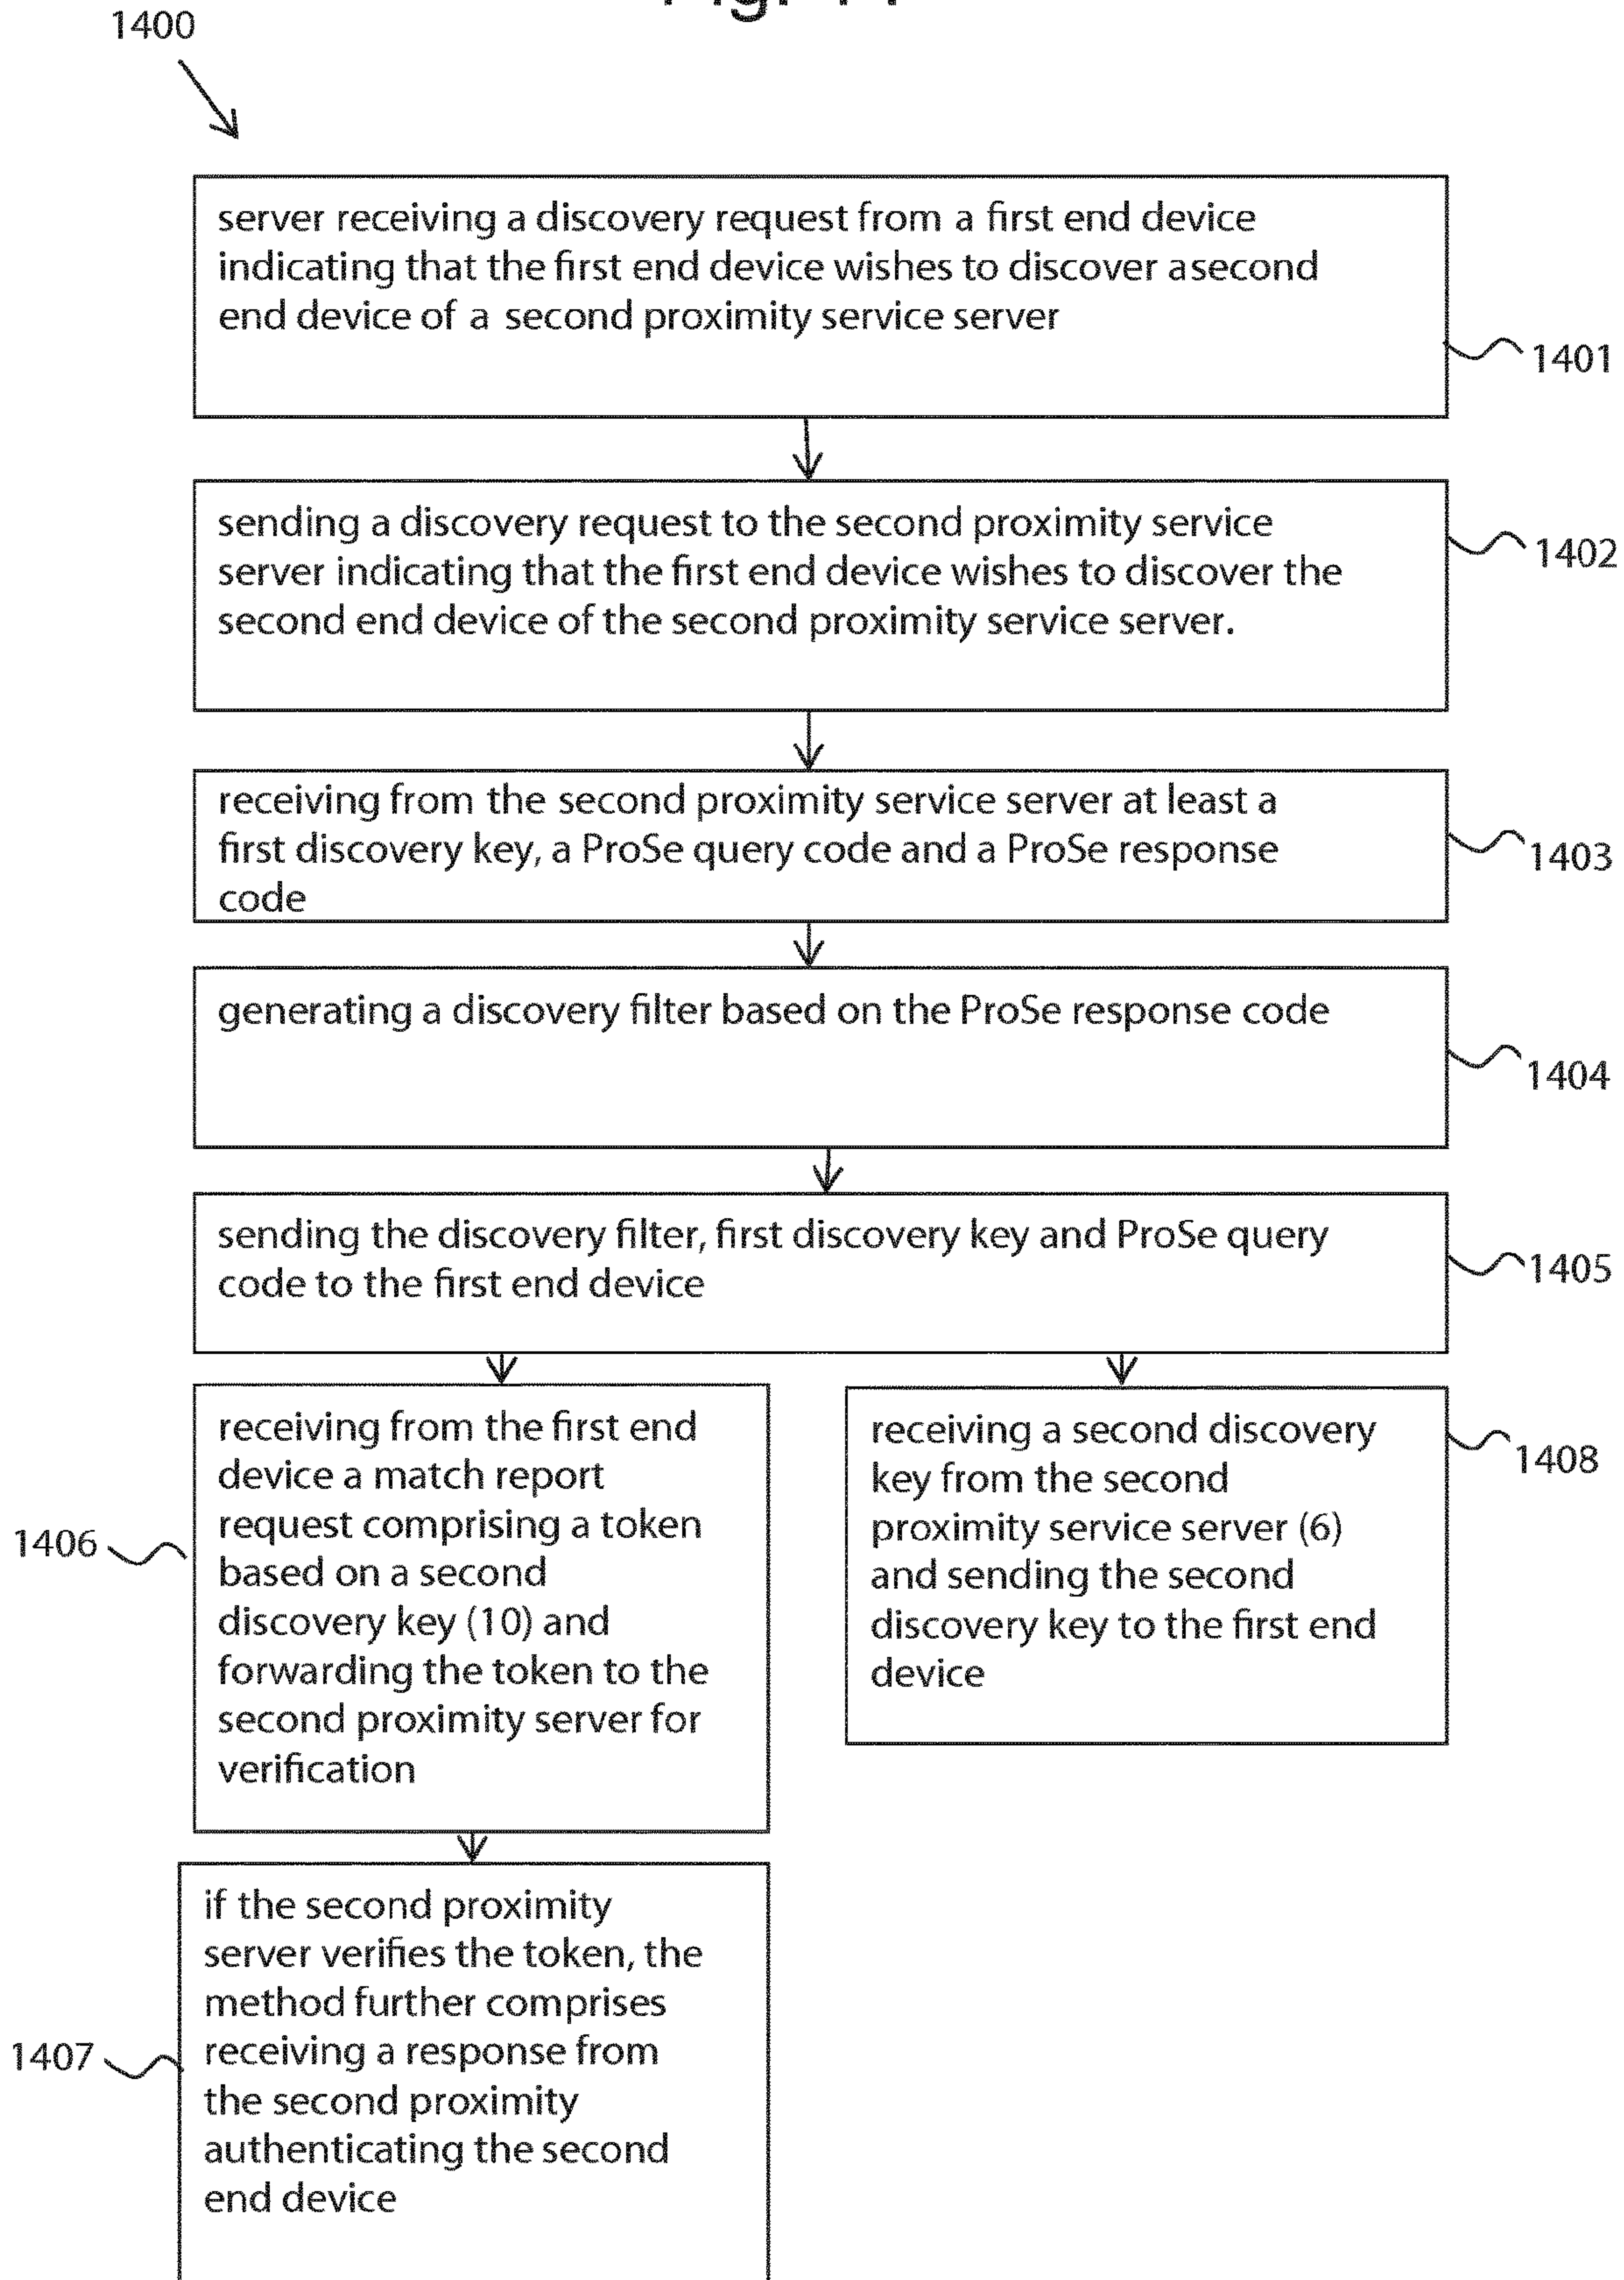 1400
server receiving a discovery request from a first end device
indicating that the first end device wishes to discover asecond
end device of a second proximity service server
1401
sending a discovery request to the second proximity service
server indicating that the first end device wishes to discover the
second end device of the second proximity service server.
1402
receiving from the second proximity service server at least a
first discovery key, a ProSe query code and a ProSe response
code
1403
generating a discovery filter based on the ProSe response code
1404
sending the discovery filter, first discovery key and ProSe query
code to the first end device
1405
receiving from the first end
device a match report
request comprising a token
based on a second
discovery key (10) and
forwarding the token to the
second proximity server for
verification
1406
receiving a second discovery
key from the second
proximity service server (6)
and sending the second
discovery key to the first end
device
1408
if the second proximity
server verifies the token, the
method further comprises
receiving a response from
the second proximity
authenticating the second
end device
1407